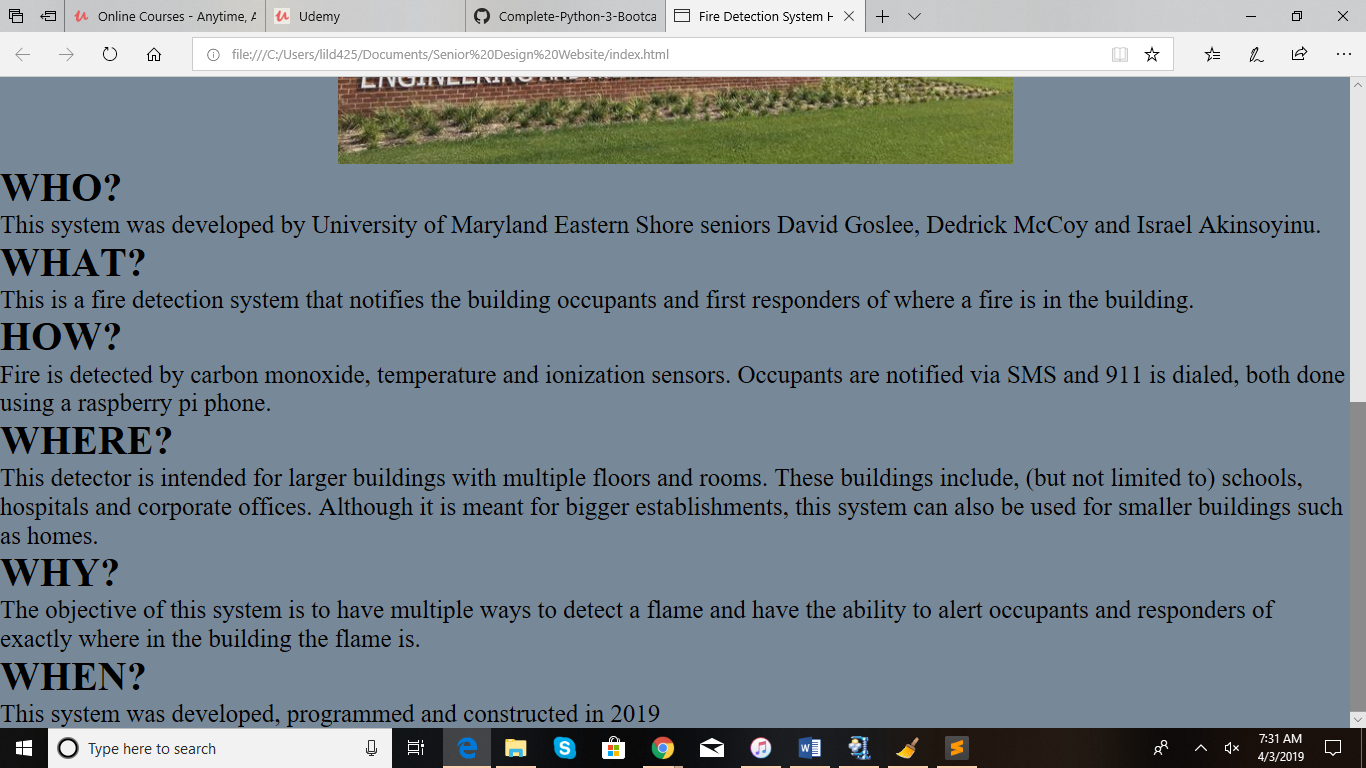 Online Courses - Anytime, A
Udemy
Complete-Python-3-Bootca
Fire Detection System H
file:///C:/Users/lild425/Documents/Senior%20Design%20Website/index.html
ENGINEERING AND
WHO?
This system was developed by University of Maryland Eastern Shore seniors David Goslee, Dedrick McCoy and Israel Akinsoyinu.
WHAT?
This is a fire detection system that notifies the building occupants and first responders of where a fire is in the building.
HOW?
Fire is detected by carbon monoxide, temperature and ionization sensors. Occupants are notified via SMS and 911 is dialed, both done
using a raspberry pi phone.
WHERE?
This detector is intended for larger buildings with multiple floors and rooms. These buildings include, (but not limited to) schools,
hospitals and corporate offices. Although it is meant for bigger establishments, this system can also be used for smaller buildings such
as homes.
WHY?
The objective of this system is to have multiple ways to detect a flame and have the ability to alert occupants and responders of
exactly where in the building the flame is.
WHEN?
This system was developed, programmed and constructed in 2019
Type here to search
7:31 AM
4/3/2019